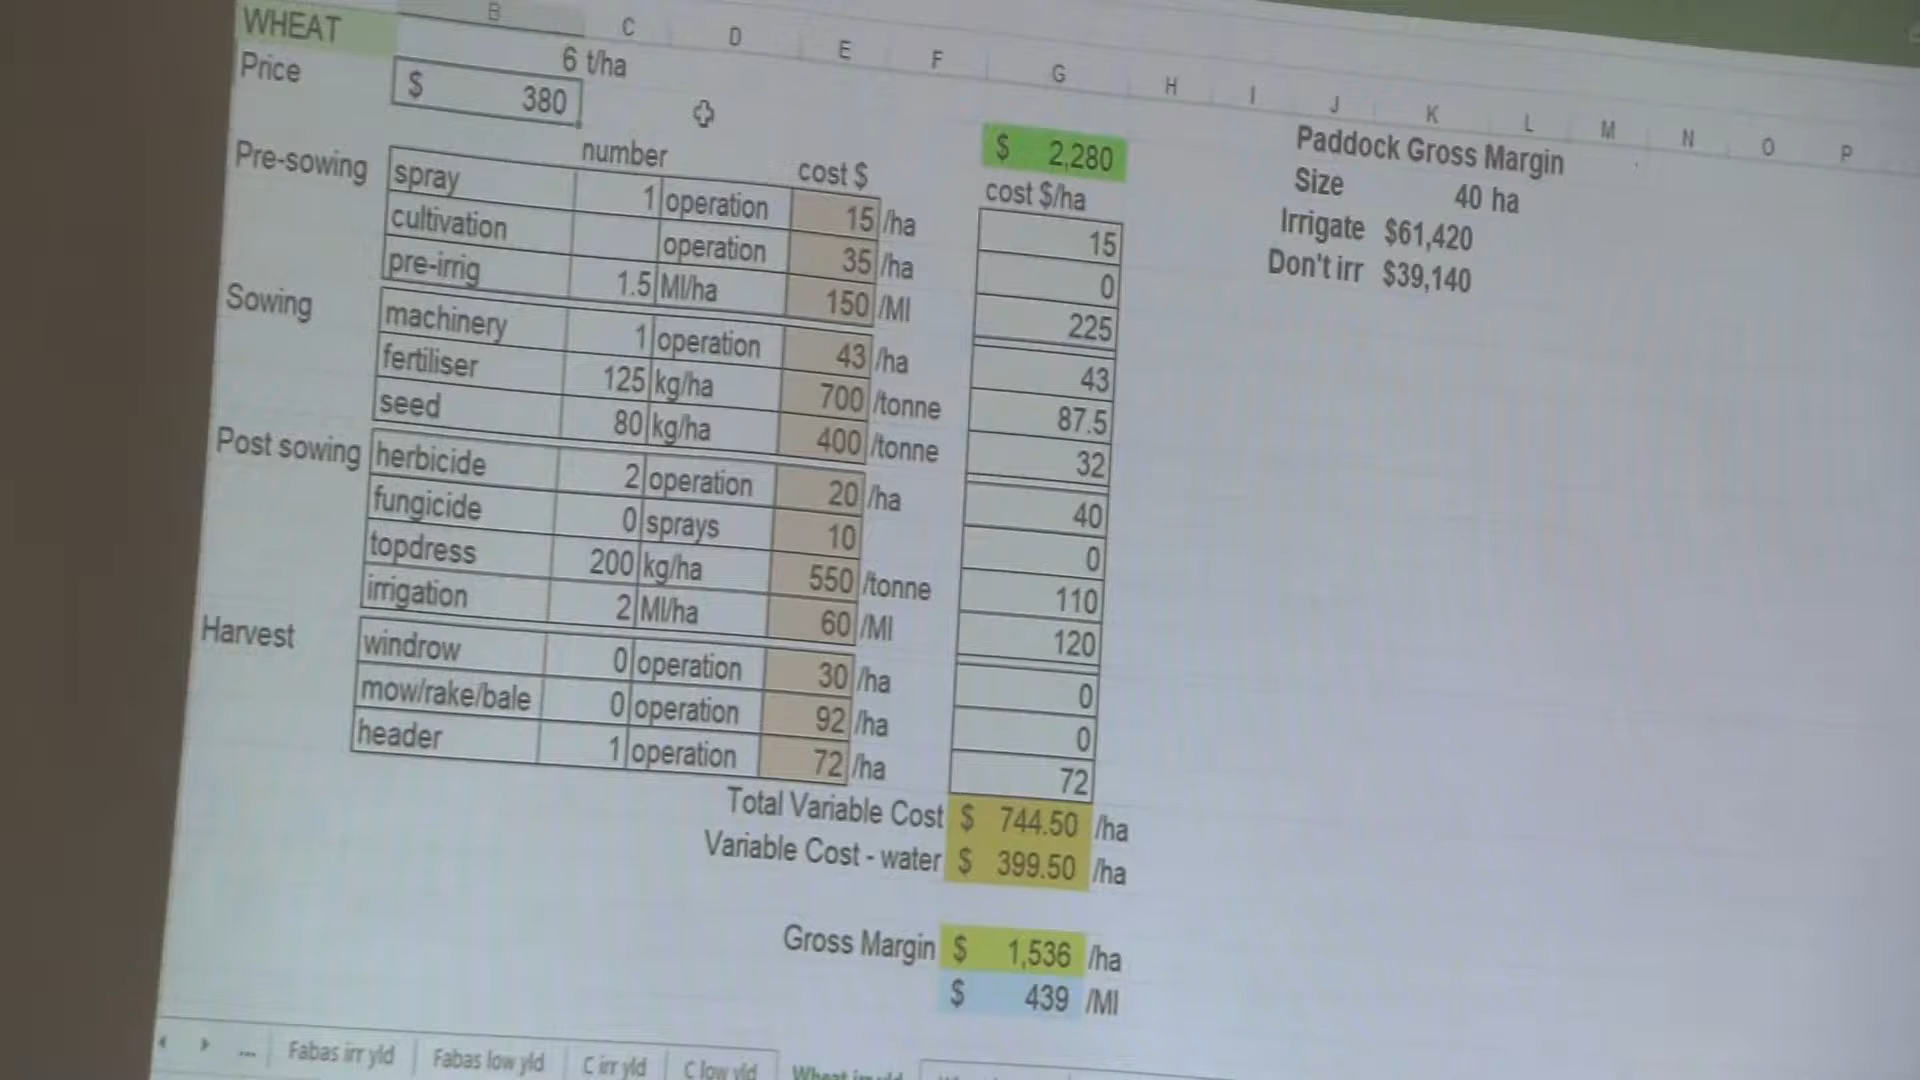 B C D E F G H I J K L M N O P
WHEAT 6 t/ha
Price $ 380
$ 2,280
number cost $ cost $/ha
Pre-sowing spray 1 operation 15 /ha 15
cultivation operation 35 /ha 0
pre-irrig 1.5 Ml/ha 150 /Ml 225
Sowing machinery 1 operation 43 /ha 43
fertiliser 125 kg/ha 700 /tonne 87.5
seed 80 kg/ha 400 /tonne 32
Post sowing herbicide 2 operation 20 /ha 40
fungicide 0 sprays 10 0
topdress 200 kg/ha 550 /tonne 110
irrigation 2 Ml/ha 60 /Ml 120
Harvest windrow 0 operation 30 /ha 0
mow/rake/bale 0 operation 92 /ha 0
header 1 operation 72 /ha 72
Total Variable Cost $ 744.50 /ha
Variable Cost - water $ 399.50 /ha
Gross Margin $ 1,536 /ha
$ 439 /Ml
Paddock Gross Margin
Size 40 ha
Irrigate $61,420
Don't irr $39,140
... Fabas irr yld Fabas low yld C irr yld C low yld Wheat irr yld